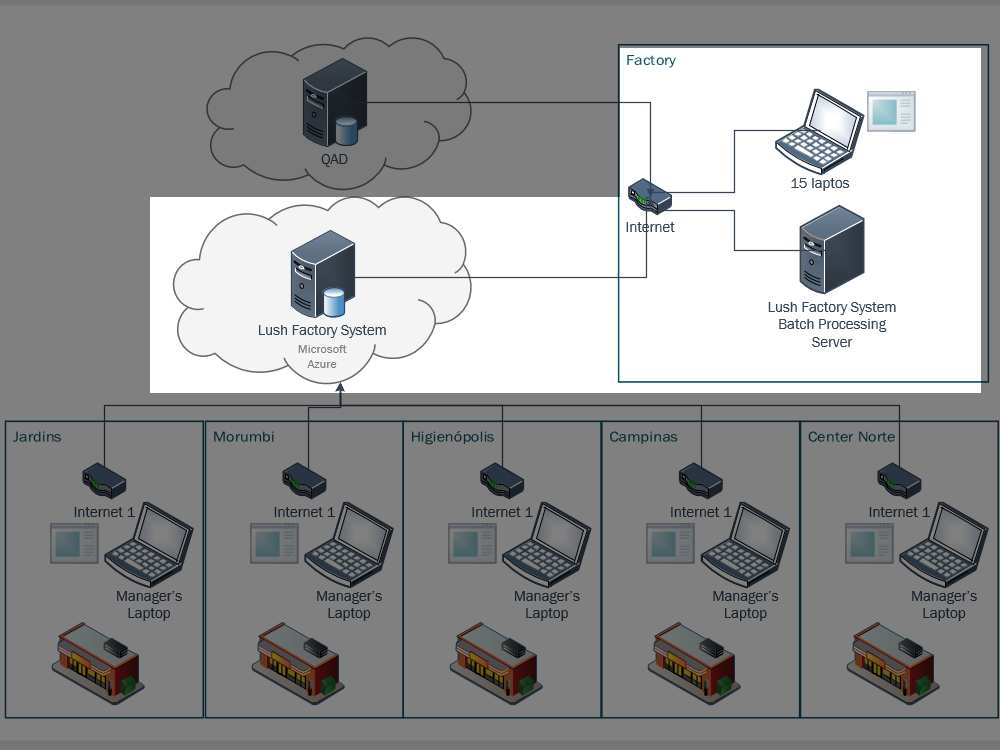 Factory
QAD
15 laptos
Internet
Lush Factory System
Microsoft
Azure
Lush Factory System
Batch Processing
Server
Jardins
Morumbi
Higienópolis
Campinas
Center Norte
Internet 1
Internet 1
Internet 1
Internet 1
Internet 1
Manager's
Laptop
Manager's
Laptop
Manager's
Laptop
Manager's
Laptop
Manager's
Laptop